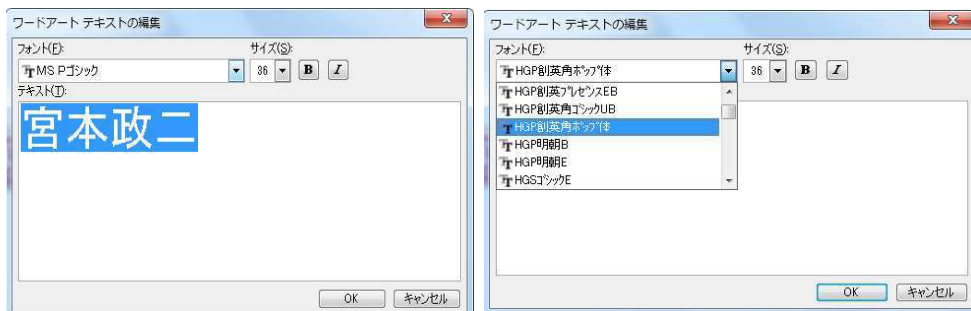 ワードアート テキストの編集
フォント(F):
サイズ(S):
MS Pゴシック
36
B
I
テキスト(T):
宮本政二
OK
キャンセル
ワードアート テキストの編集
フォント(F):
サイズ(S):
HGP創英角ポップ体
36
B
I
HGP創英プレゼンスEB
HGP創英角ゴシックUB
HGP創英角ポップ体
HGP明朝B
HGP明朝E
HGSゴシックE
OK
キャンセル